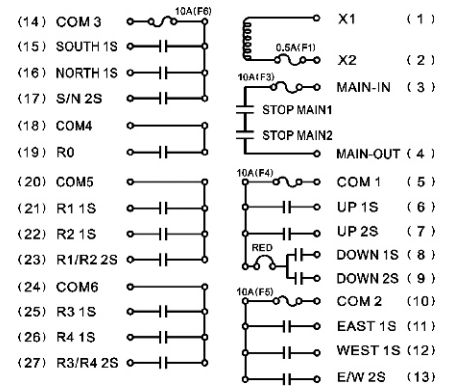 (14) COM 3 10A(F6)
(15) SOUTH 1S
(16) NORTH 1S
(17) S/N 2S
(18) COM4
(19) R0
(20) COM5
(21) R1 1S
(22) R2 1S
(23) R1/R2 2S
(24) COM6
(25) R3 1S
(26) R4 1S
(27) R3/R4 2S
X1 (1)
0.5A(F1) X2 (2)
10A(F3) MAIN-IN (3)
STOP MAIN1
STOP MAIN2
MAIN-OUT (4)
10A(F4) COM 1 (5)
UP 1S (6)
UP 2S (7)
RED DOWN 1S (8)
DOWN 2S (9)
10A(F5) COM 2 (10)
EAST 1S (11)
WEST 1S (12)
E/W 2S (13)